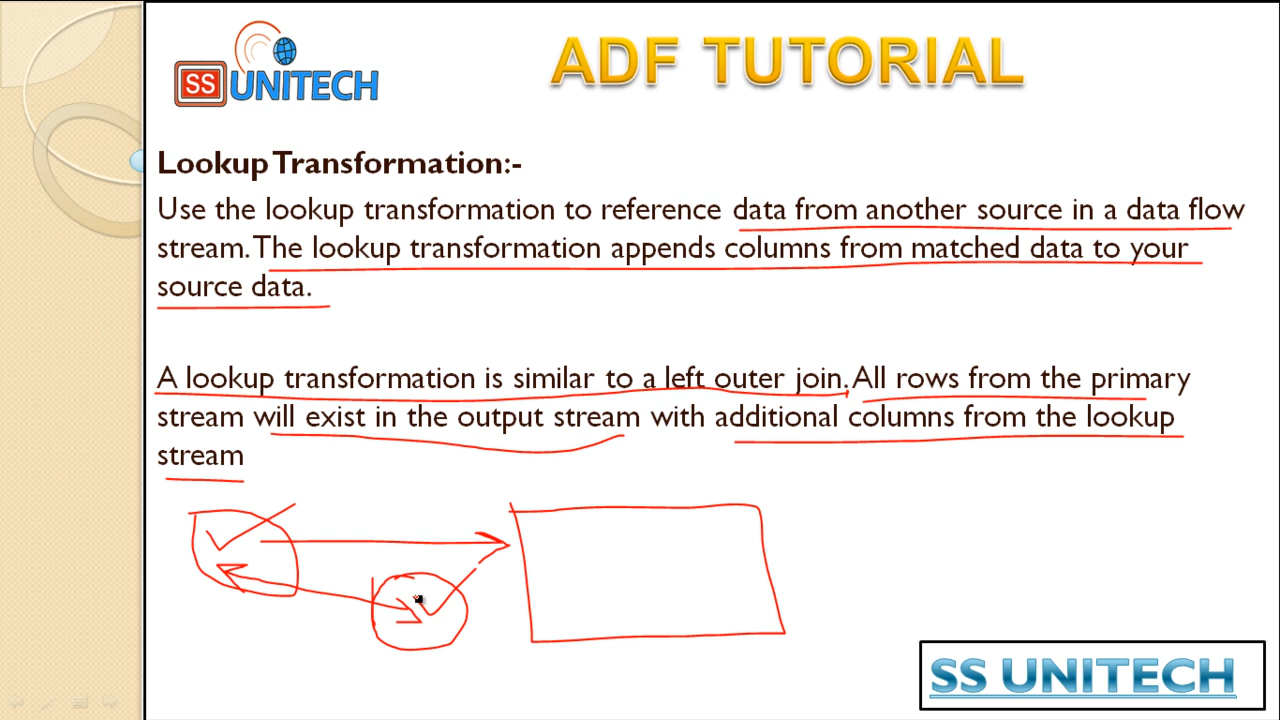 SS UNITECH
ADF TUTORIAL
Lookup Transformation:-
Use the lookup transformation to reference data from another source in a data flow
stream. The lookup transformation appends columns from matched data to your
source data.
A lookup transformation is similar to a left outer join. All rows from the primary
stream will exist in the output stream with additional columns from the lookup
stream
SS UNITECH